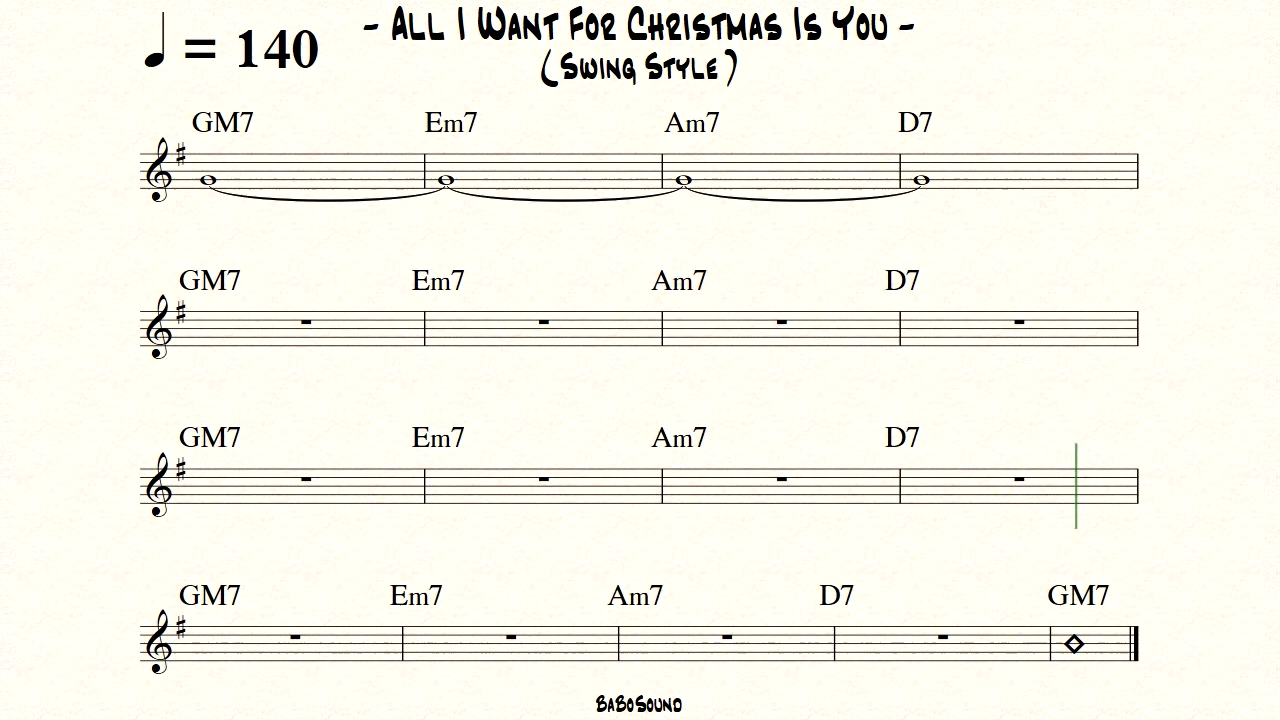 - All I Want For Christmas Is You -
♩ = 140
(Swing Style)
GM7 Em7 Am7 D7
GM7 Em7 Am7 D7
GM7 Em7 Am7 D7
GM7 Em7 Am7 D7 GM7
BaBoSound